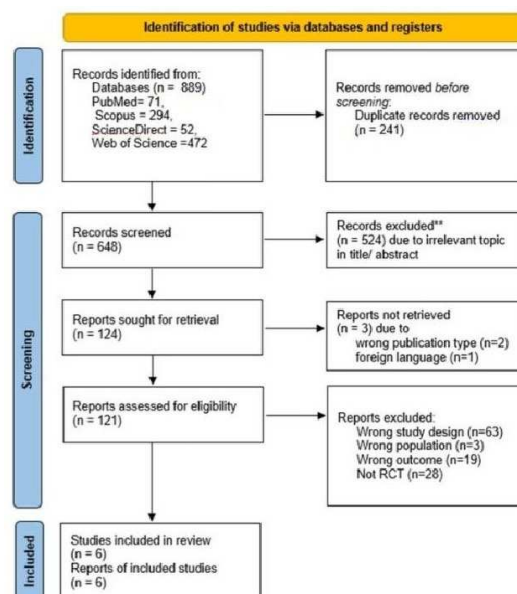 Identification of studies via databases and registers
Identification
Records identified from:
Databases (n = 889)
PubMed= 71,
Scopus = 294,
ScienceDirect = 52,
Web of Science =472
Records removed before
screening:
Duplicate records removed
(n = 241)
Screening
Records screened
(n = 648)
Records excluded**
(n = 524) due to irrelevant topic
in title/ abstract
Reports sought for retrieval
(n = 124)
Reports not retrieved
(n = 3) due to
wrong publication type (n=2)
foreign language (n=1)
Reports assessed for eligibility
(n = 121)
Reports excluded:
Wrong study design (n=63)
Wrong population (n=3)
Wrong outcome (n=19)
Not RCT (n=28)
Included
Studies included in review
(n = 6)
Reports of included studies
(n = 6)